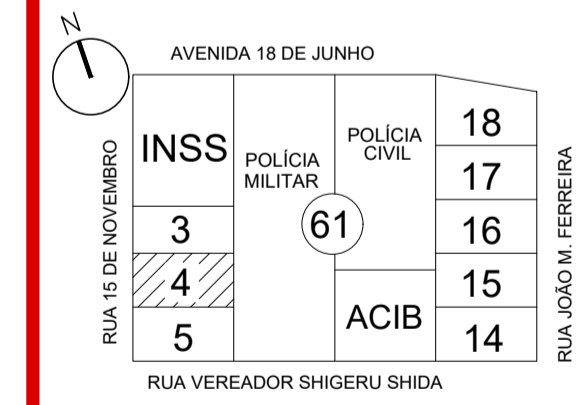 N
AVENIDA 18 DE JUNHO
RUA 15 DE NOVEMBRO
INSS
POLÍCIA
MILITAR
POLÍCIA
CIVIL
18
17
3
61
16
4
15
ACIB
5
14
RUA JOÃO M. FERREIRA
RUA VEREADOR SHIGERU SHIDA